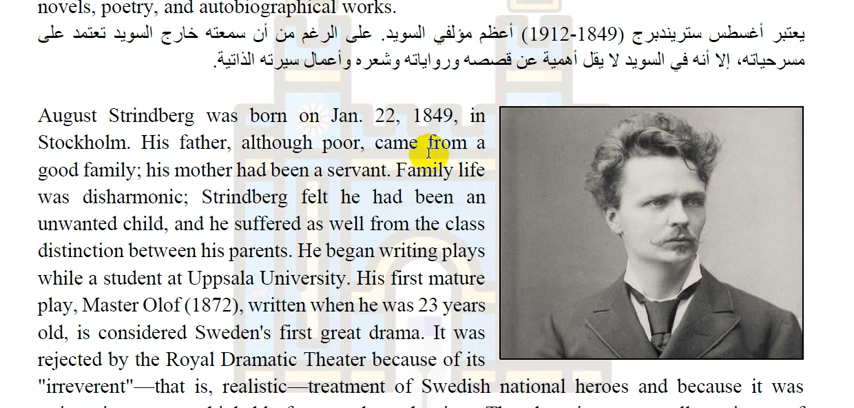 novels, poetry, and autobiographical works.
يعتبر أغسطس ستريندبرج (1849-1912) أعظم مؤلفي السويد. على الرغم من أن سمعته خارج السويد تعتمد على
مسرحياته، إلا أنه في السويد لا يقل أهمية عن قصصه ورواياته وشعره وأعمال سيرته الذاتية.
August Strindberg was born on Jan. 22, 1849, in
Stockholm. His father, although poor, came from a
good family; his mother had been a servant. Family life
was disharmonic; Strindberg felt he had been an
unwanted child, and he suffered as well from the class
distinction between his parents. He began writing plays
while a student at Uppsala University. His first mature
play, Master Olof (1872), written when he was 23 years
old, is considered Sweden's first great drama. It was
rejected by the Royal Dramatic Theater because of its
"irreverent"—that is, realistic—treatment of Swedish national heroes and because it was